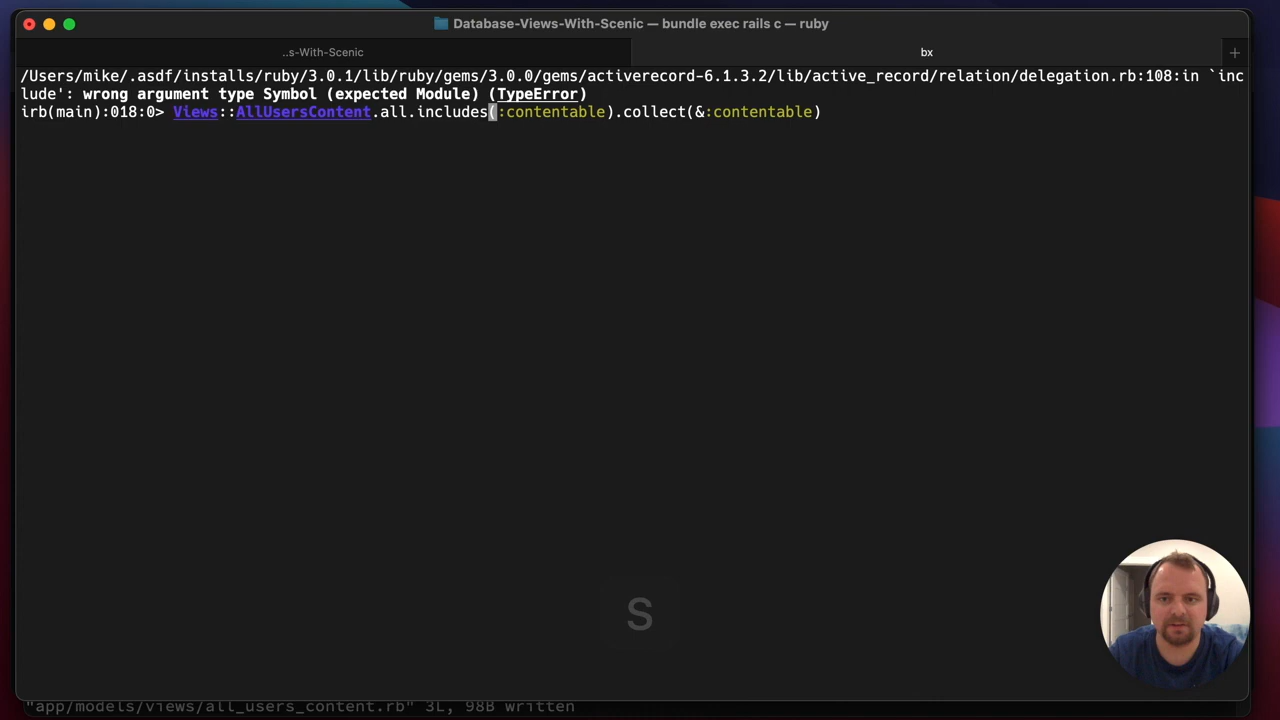 Database-Views-With-Scenic — bundle exec rails c — ruby
..s-With-Scenic
bx
+
/Users/mike/.asdf/installs/ruby/3.0.1/lib/ruby/gems/3.0.0/gems/activerecord-6.1.3.2/lib/active_record/relation/delegation.rb:108:in `inc
lude': wrong argument type Symbol (expected Module) (TypeError)
irb(main):018:0> Views::AllUsersContent.all.includes(:contentable).collect(&:contentable)
S
"app/models/views/all_users_content.rb" 3L, 98B written